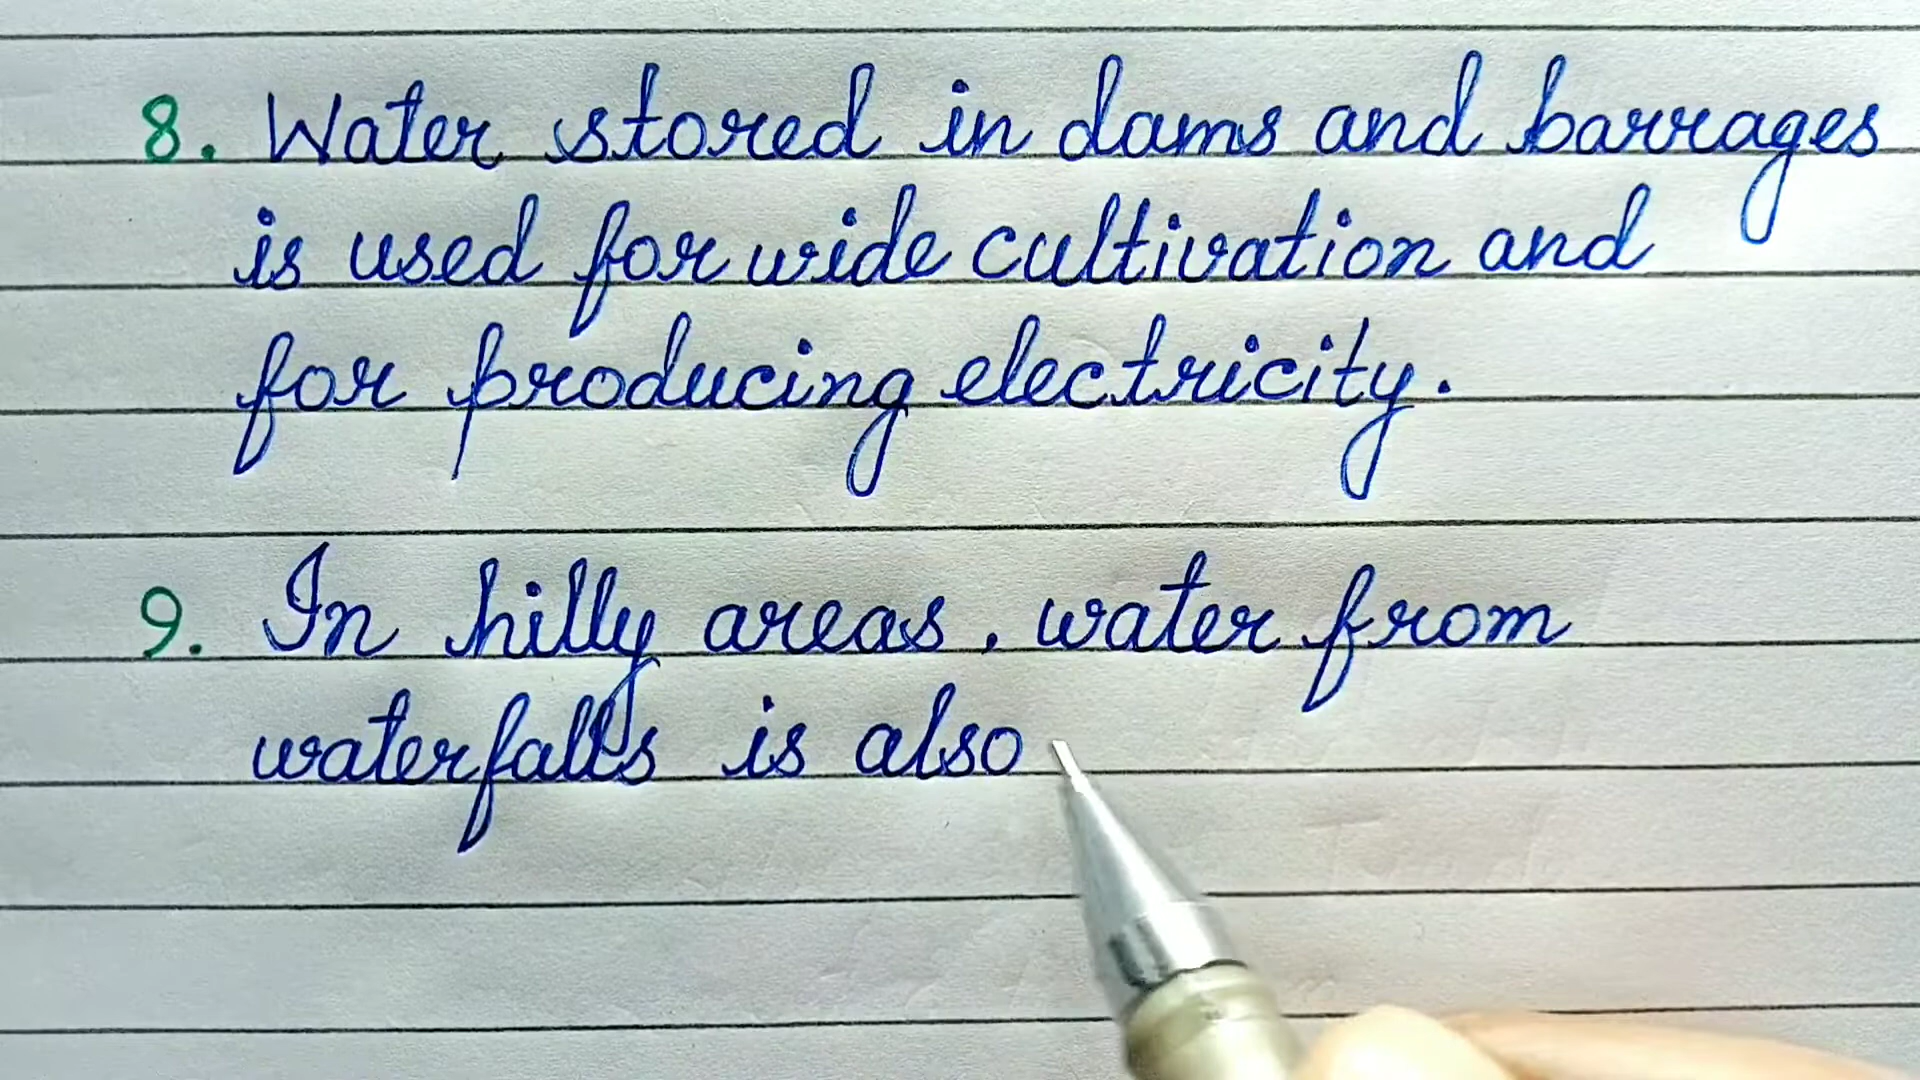 8. Water stored in dams and barrages
is used for wide cultivation and
for producing electricity.
9. In hilly areas, water from
waterfalls is also